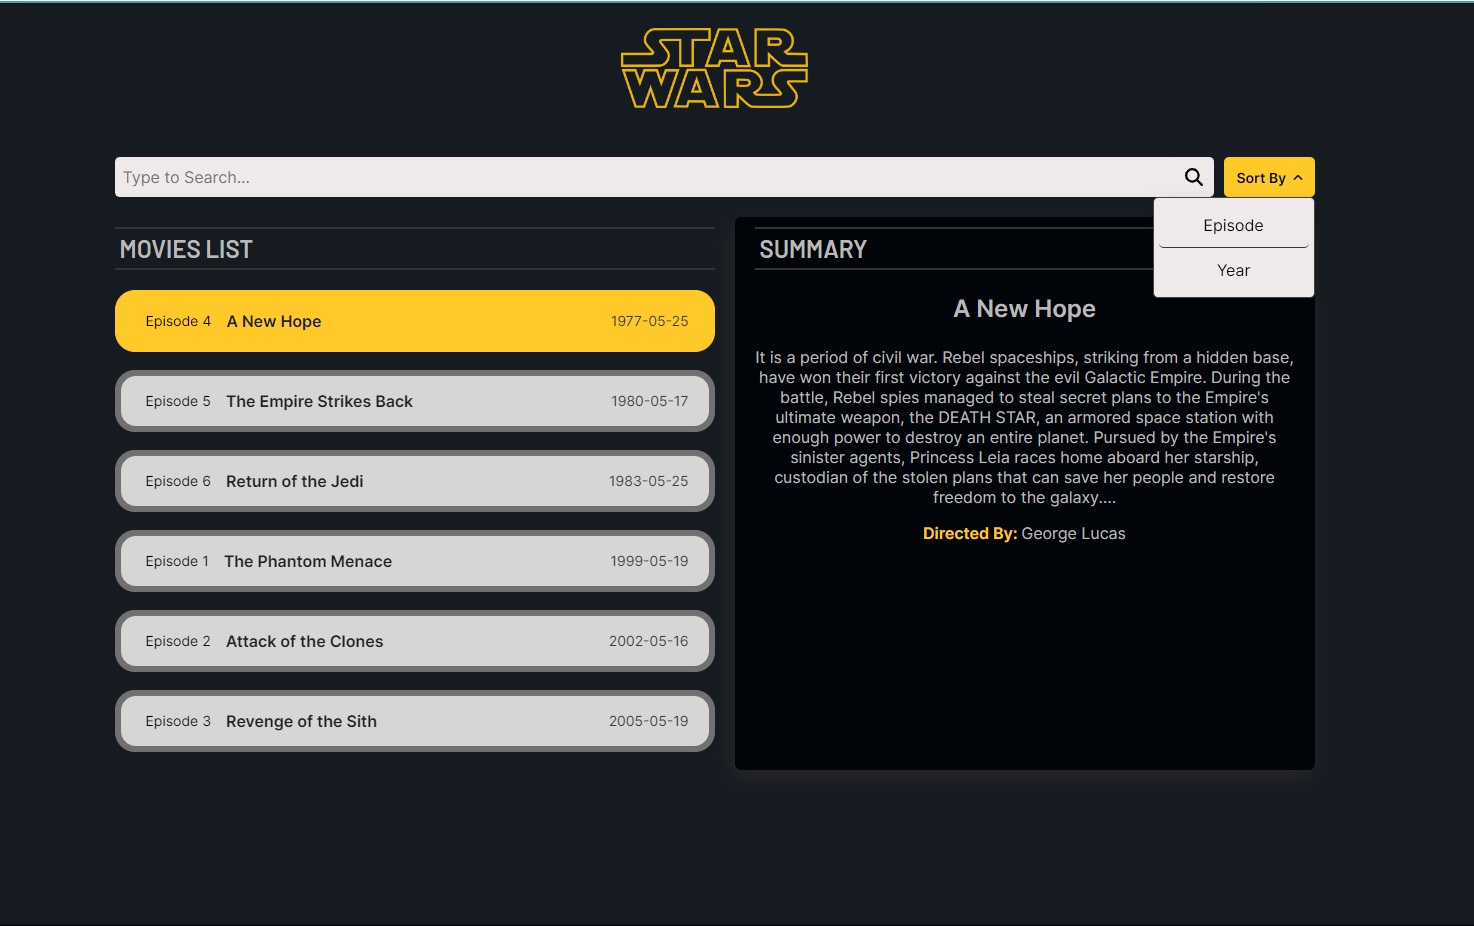 STAR
WARS
Type to Search...
Sort By
Episode
Year
MOVIES LIST
Episode 4 A New Hope 1977-05-25
Episode 5 The Empire Strikes Back 1980-05-17
Episode 6 Return of the Jedi 1983-05-25
Episode 1 The Phantom Menace 1999-05-19
Episode 2 Attack of the Clones 2002-05-16
Episode 3 Revenge of the Sith 2005-05-19
SUMMARY
A New Hope
It is a period of civil war. Rebel spaceships, striking from a hidden base,
have won their first victory against the evil Galactic Empire. During the
battle, Rebel spies managed to steal secret plans to the Empire's
ultimate weapon, the DEATH STAR, an armored space station with
enough power to destroy an entire planet. Pursued by the Empire's
sinister agents, Princess Leia races home aboard her starship,
custodian of the stolen plans that can save her people and restore
freedom to the galaxy....
Directed By: George Lucas